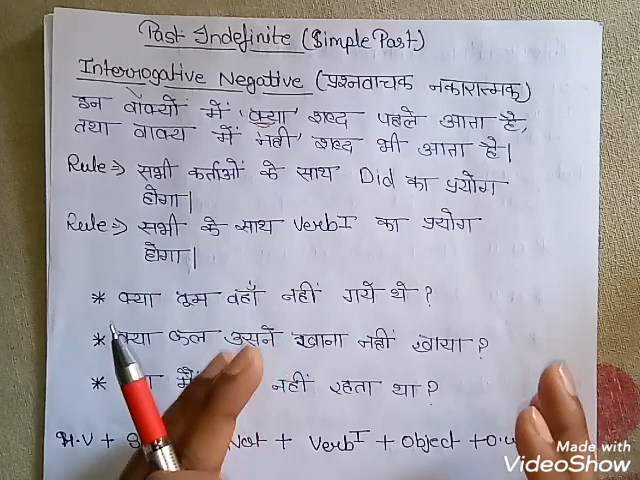 Past Indefinite (Simple Past)
Interrogative Negative (प्रश्नवाचक नकारात्मक)
इन वाक्यों में 'क्या' शब्द पहले आता है,
तथा वाक्य में 'नहीं' शब्द भी आता है।
Rule ⇒ सभी कर्ताओं के साथ Did का प्रयोग
होगा।
Rule ⇒ सभी के साथ VerbI का प्रयोग
होगा।
* क्या तुम वहाँ नहीं गये थे ?
* क्या कल उसने खाना नहीं खाया ?
* मैं नहीं रहता था ?
H.V + + VerbI + Object +
Made with
VideoShow